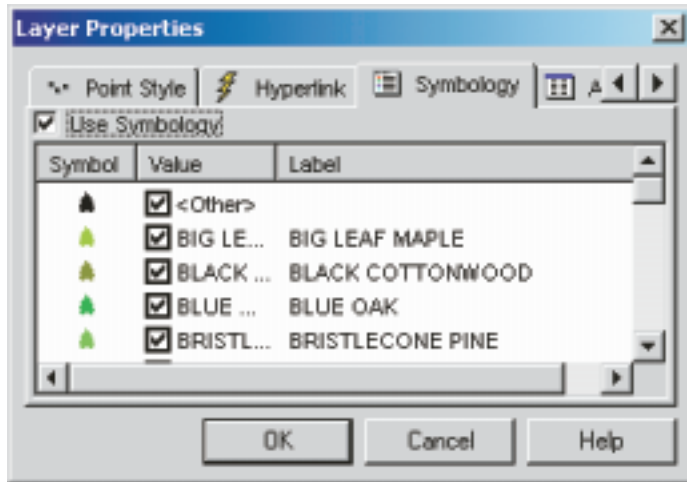 Layer Properties
Point Style Hyperlink Symbology A
Use Symbology
Symbol Value Label
<Other>
BIG LE... BIG LEAF MAPLE
BLACK ... BLACK COTTONWOOD
BLUE ... BLUE OAK
BRISTL... BRISTLECONE PINE
OK Cancel Help